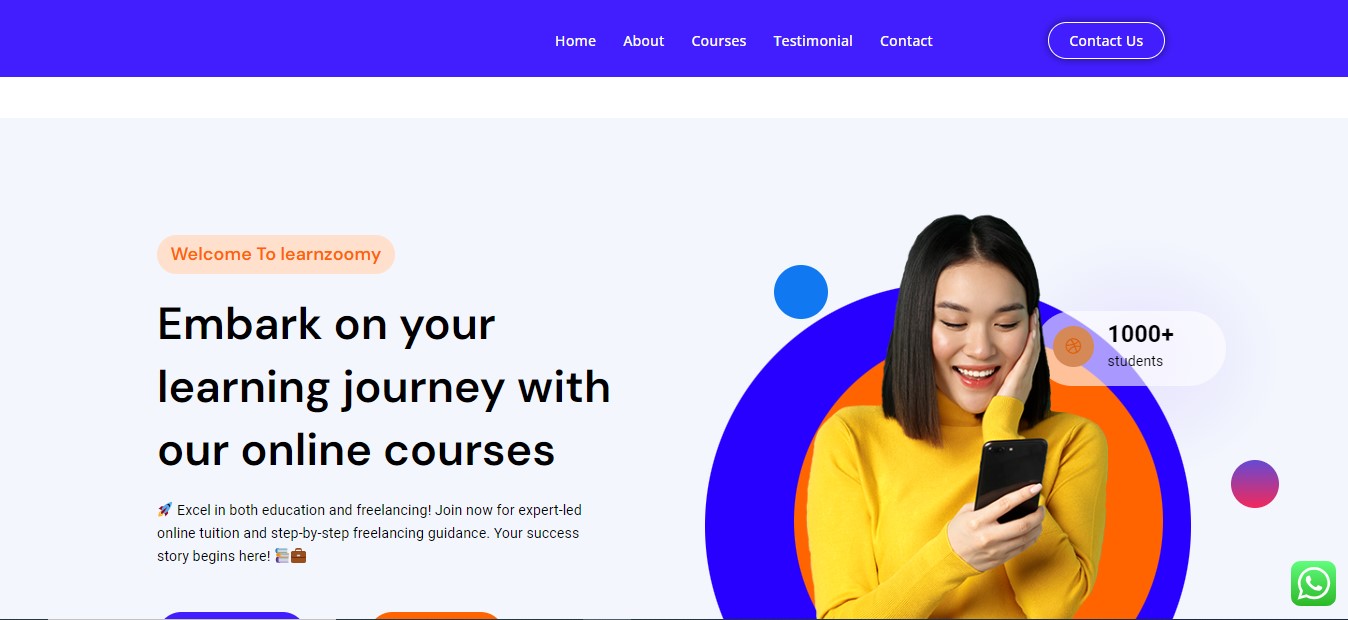 Home About Courses Testimonial Contact Contact Us
Welcome To learnzoomy
Embark on your
learning journey with
our online courses
🚀 Excel in both education and freelancing! Join now for expert-led
online tuition and step-by-step freelancing guidance. Your success
story begins here! 📚💼
1000+
students